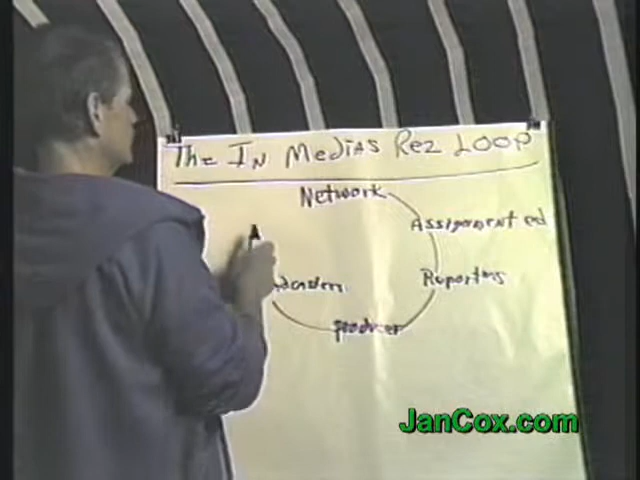 The In Medias Rez Loop
Network
Assignment ed
Reporters
producer
JanCox.com